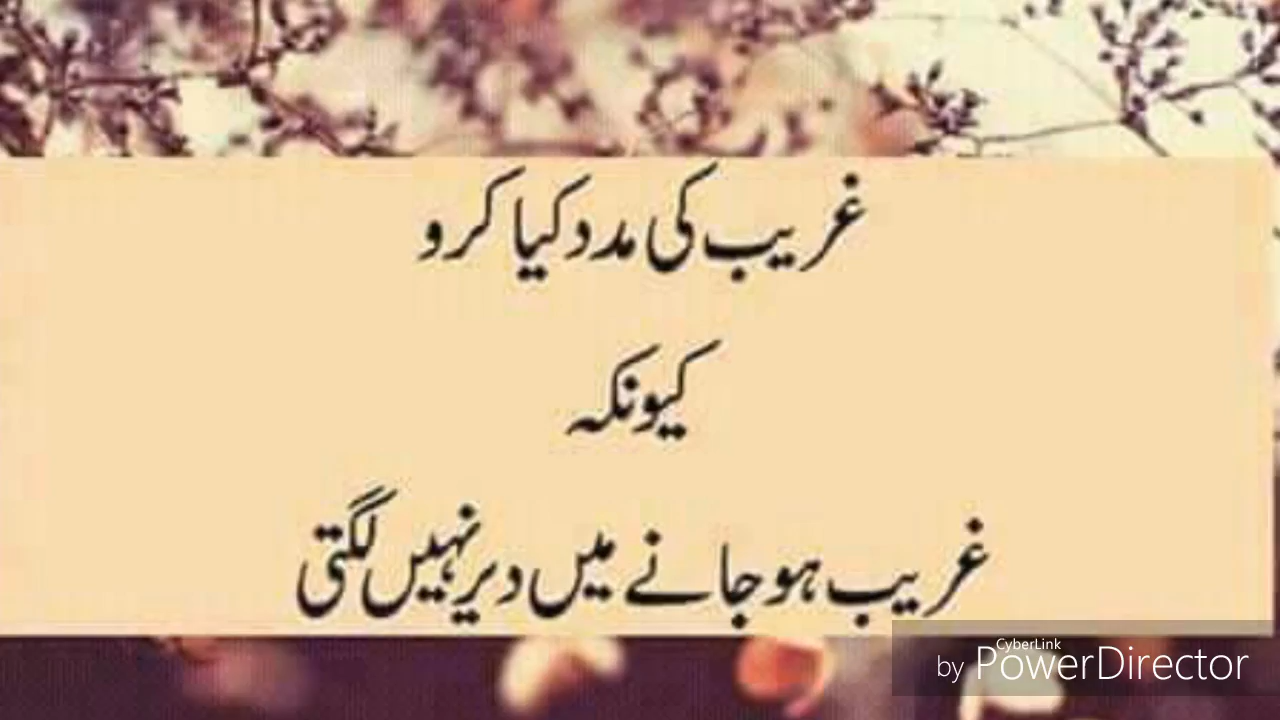 غریب کی مدد کیا کرو
کیونکہ
غریب ہو جانے میں دیر نہیں لگتی
CyberLink
by PowerDirector